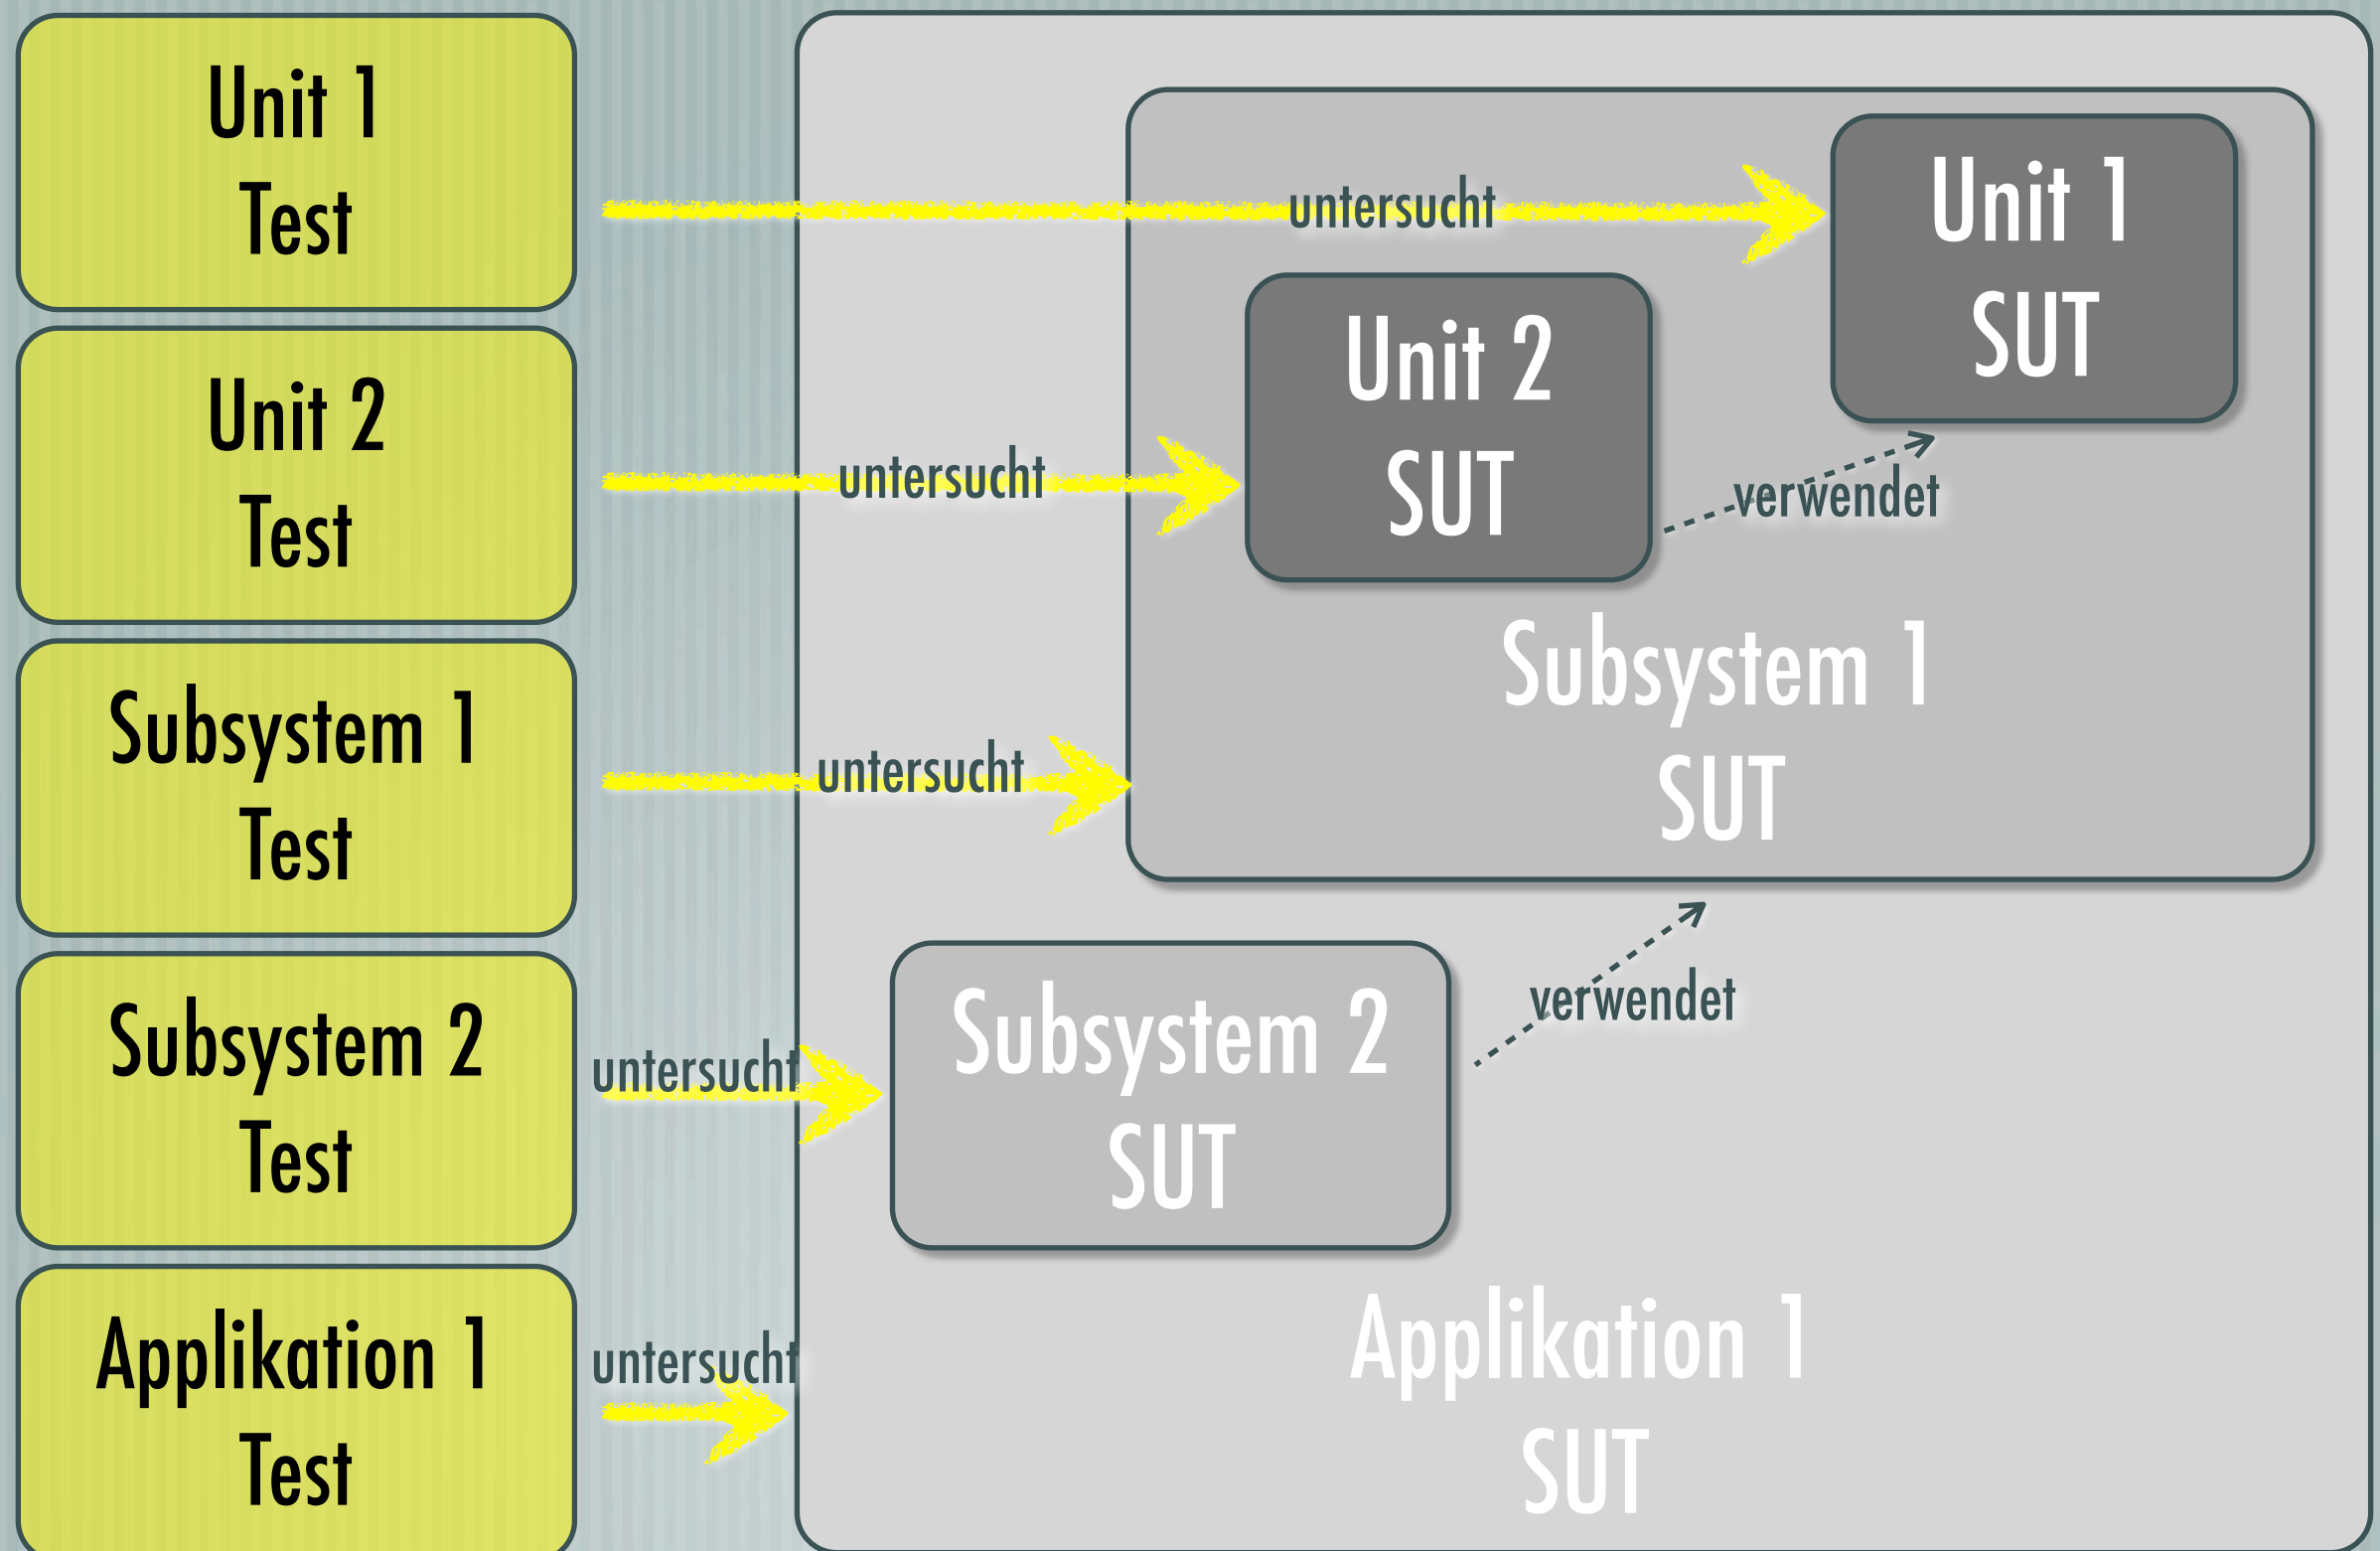 Unit 1
Test
Unit 2
Test
Subsystem 1
Test
Subsystem 2
Test
Applikation 1
Test
untersucht
Unit 1
SUT
untersucht
Unit 2
SUT
verwendet
untersucht
Subsystem 1
SUT
untersucht
Subsystem 2
SUT
verwendet
untersucht
Applikation 1
SUT